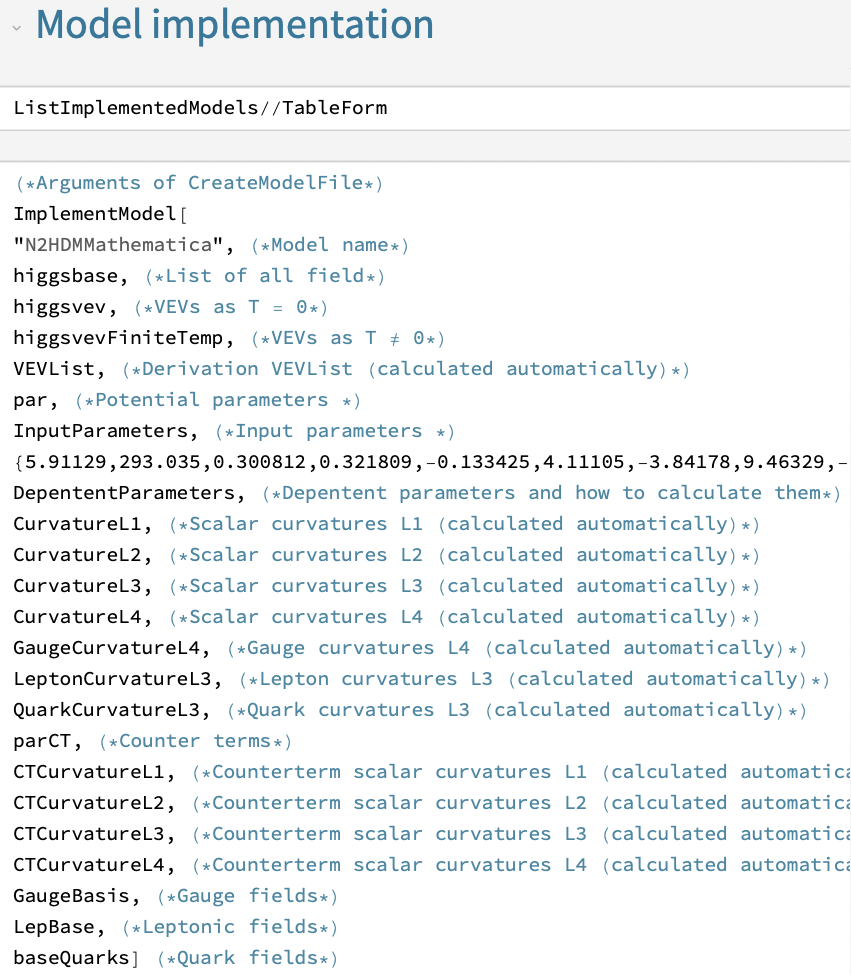 Model implementation
ListImplementedModels//TableForm
(*Arguments of CreateModelFile*)
ImplementModel[
"N2HDMMathematica", (*Model name*)
higgsbase, (*List of all field*)
higgsvev, (*VEVs as T = 0*)
higgsvevFiniteTemp, (*VEVs as T ≠ 0*)
VEVList, (*Derivation VEVList (calculated automatically)*)
par, (*Potential parameters *)
InputParameters, (*Input parameters *)
{5.91129,293.035,0.300812,0.321809,-0.133425,4.11105,-3.84178,9.46329,-
DepententParameters, (*Depentent parameters and how to calculate them*)
CurvatureL1, (*Scalar curvatures L1 (calculated automatically)*)
CurvatureL2, (*Scalar curvatures L2 (calculated automatically)*)
CurvatureL3, (*Scalar curvatures L3 (calculated automatically)*)
CurvatureL4, (*Scalar curvatures L4 (calculated automatically)*)
GaugeCurvatureL4, (*Gauge curvatures L4 (calculated automatically)*)
LeptonCurvatureL3, (*Lepton curvatures L3 (calculated automatically)*)
QuarkCurvatureL3, (*Quark curvatures L3 (calculated automatically)*)
parCT, (*Counter terms*)
CTCurvatureL1, (*Counterterm scalar curvatures L1 (calculated automatica
CTCurvatureL2, (*Counterterm scalar curvatures L2 (calculated automatica
CTCurvatureL3, (*Counterterm scalar curvatures L3 (calculated automatica
CTCurvatureL4, (*Counterterm scalar curvatures L4 (calculated automatica
GaugeBasis, (*Gauge fields*)
LepBase, (*Leptonic fields*)
baseQuarks] (*Quark fields*)